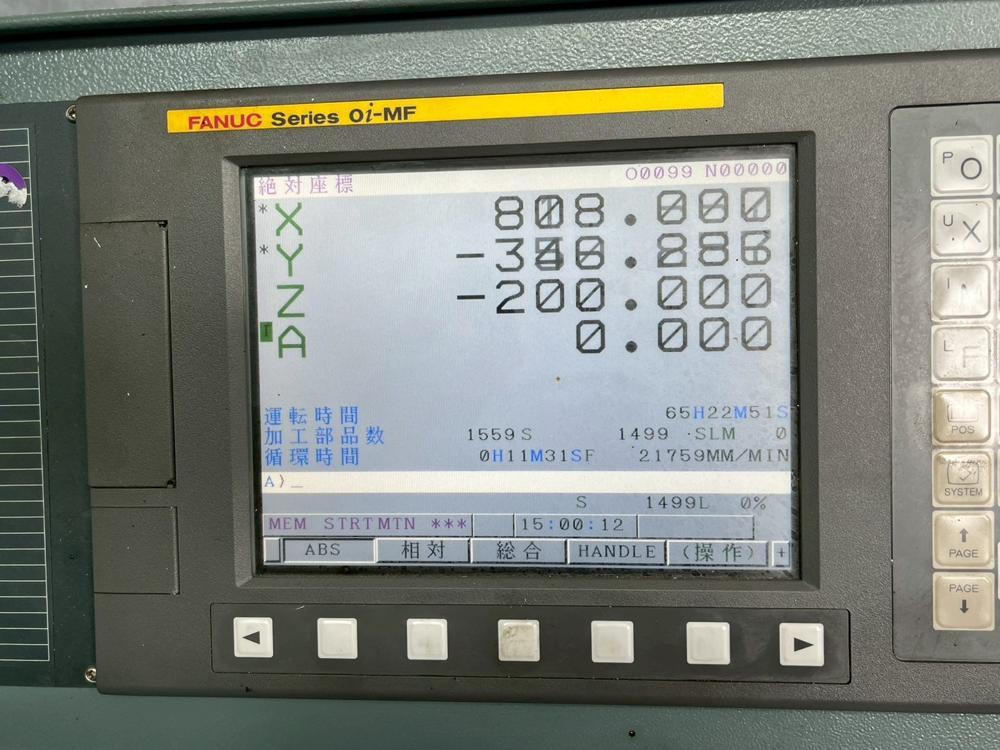 FANUC Series 0i-MF
絶対座標 O0099 N00000
* X 808.000
* Y
Z -200.000
I A 0.000
運転時間 65H22M51S
加工部品数 1559 S 1499 SLM 0
循環時間 0H11M31S F 21759MM/MIN
A)_
S 1499L 0%
MEM STRT MTN *** 15:00:12
ABS 相対 総合 HANDLE (操作) +
P O
U X
L F
POS
SYSTEM
PAGE
PAGE